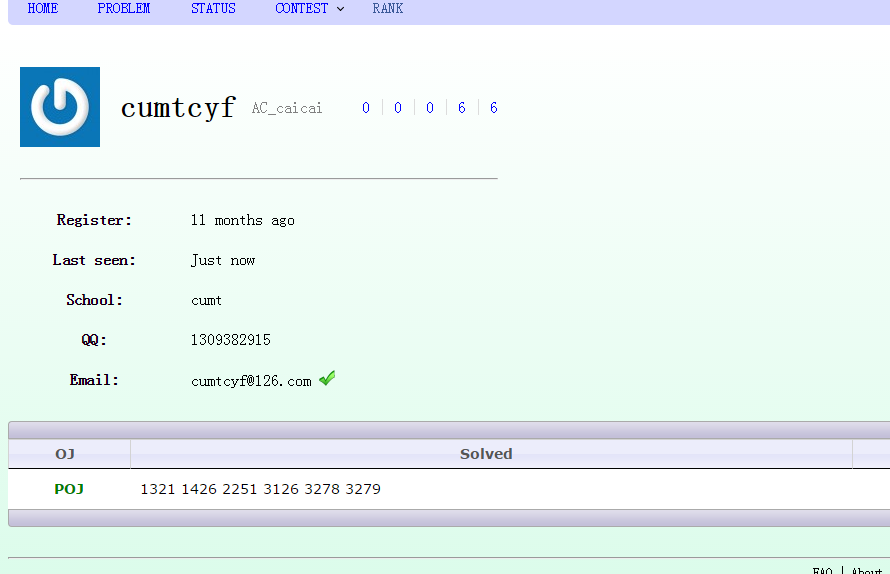 HOME PROBLEM STATUS CONTEST RANK
cumtcyf AC_caicai 0 0 0 6 6
Register: 11 months ago
Last seen: Just now
School: cumt
QQ: 1309382915
Email: cumtcyf@126.com
OJ Solved
POJ 1321 1426 2251 3126 3278 3279
FAQ | About